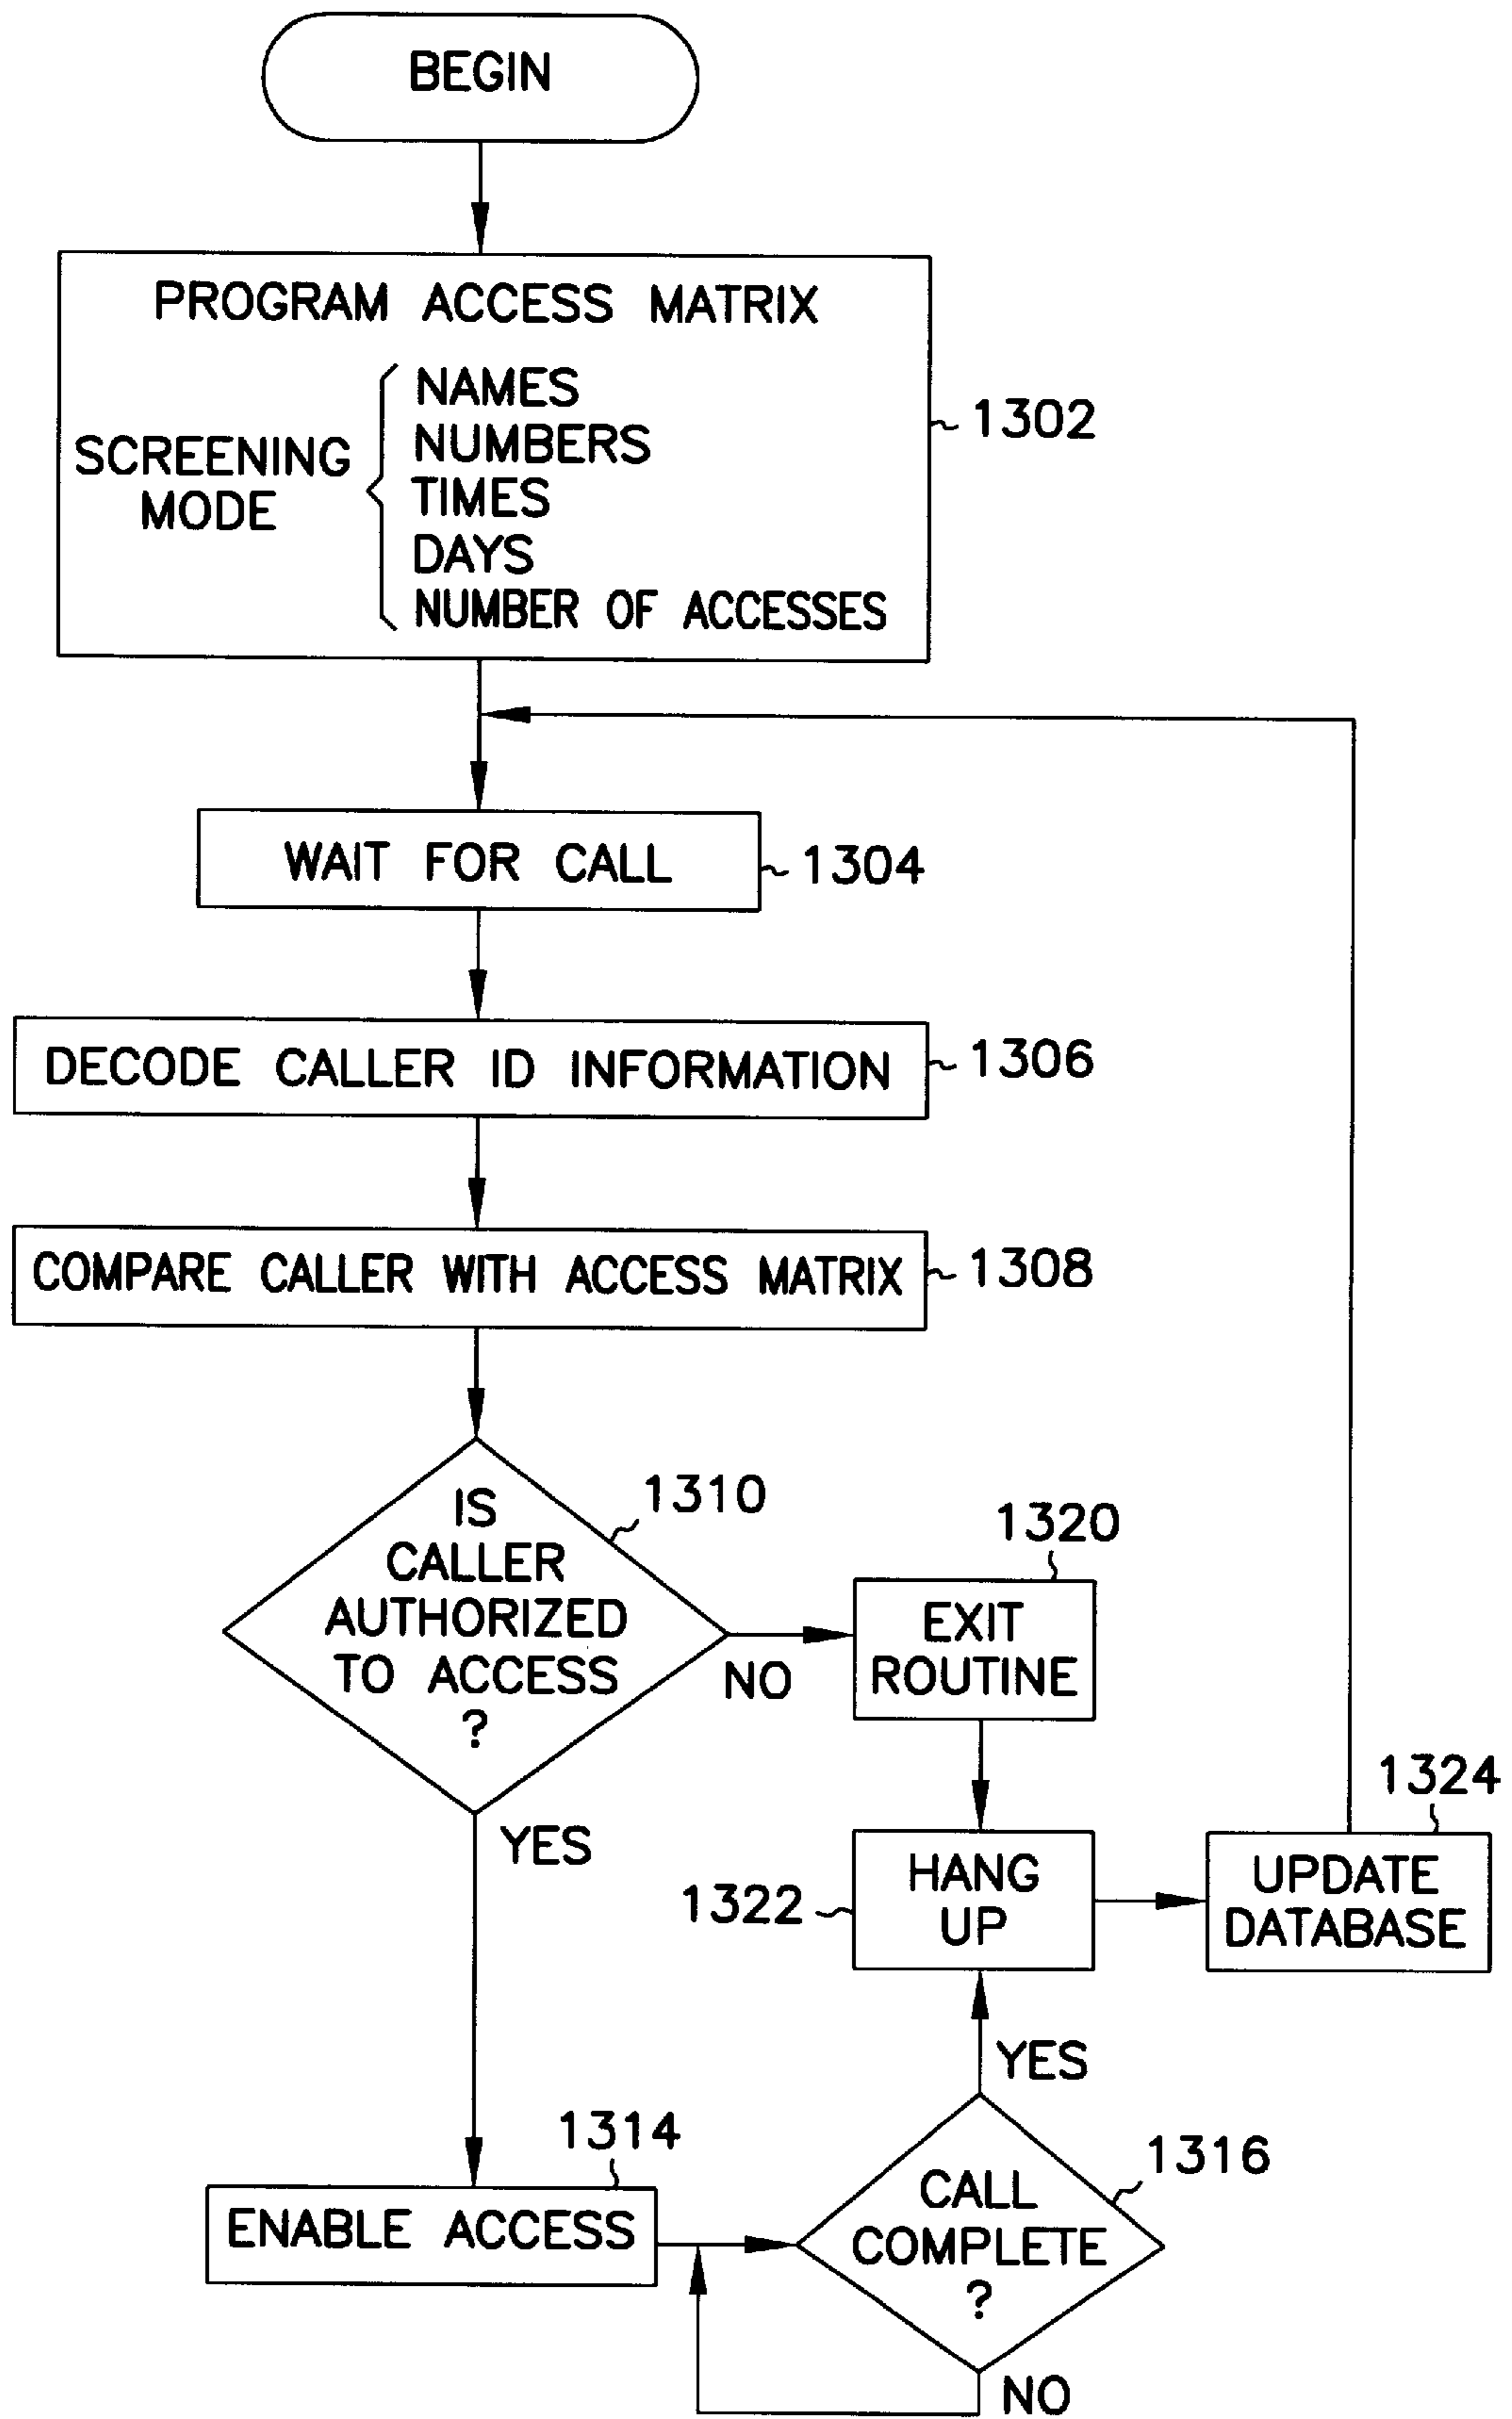 BEGIN
PROGRAM ACCESS MATRIX
SCREENING
MODE
NAMES
NUMBERS
TIMES
DAYS
NUMBER OF ACCESSES
1302
WAIT FOR CALL
1304
DECODE CALLER ID INFORMATION
1306
COMPARE CALLER WITH ACCESS MATRIX
1308
IS
CALLER
AUTHORIZED
TO ACCESS
?
1310
NO
1320
EXIT
ROUTINE
YES
1322
HANG
UP
1324
UPDATE
DATABASE
YES
1314
ENABLE ACCESS
1316
CALL
COMPLETE
?
NO